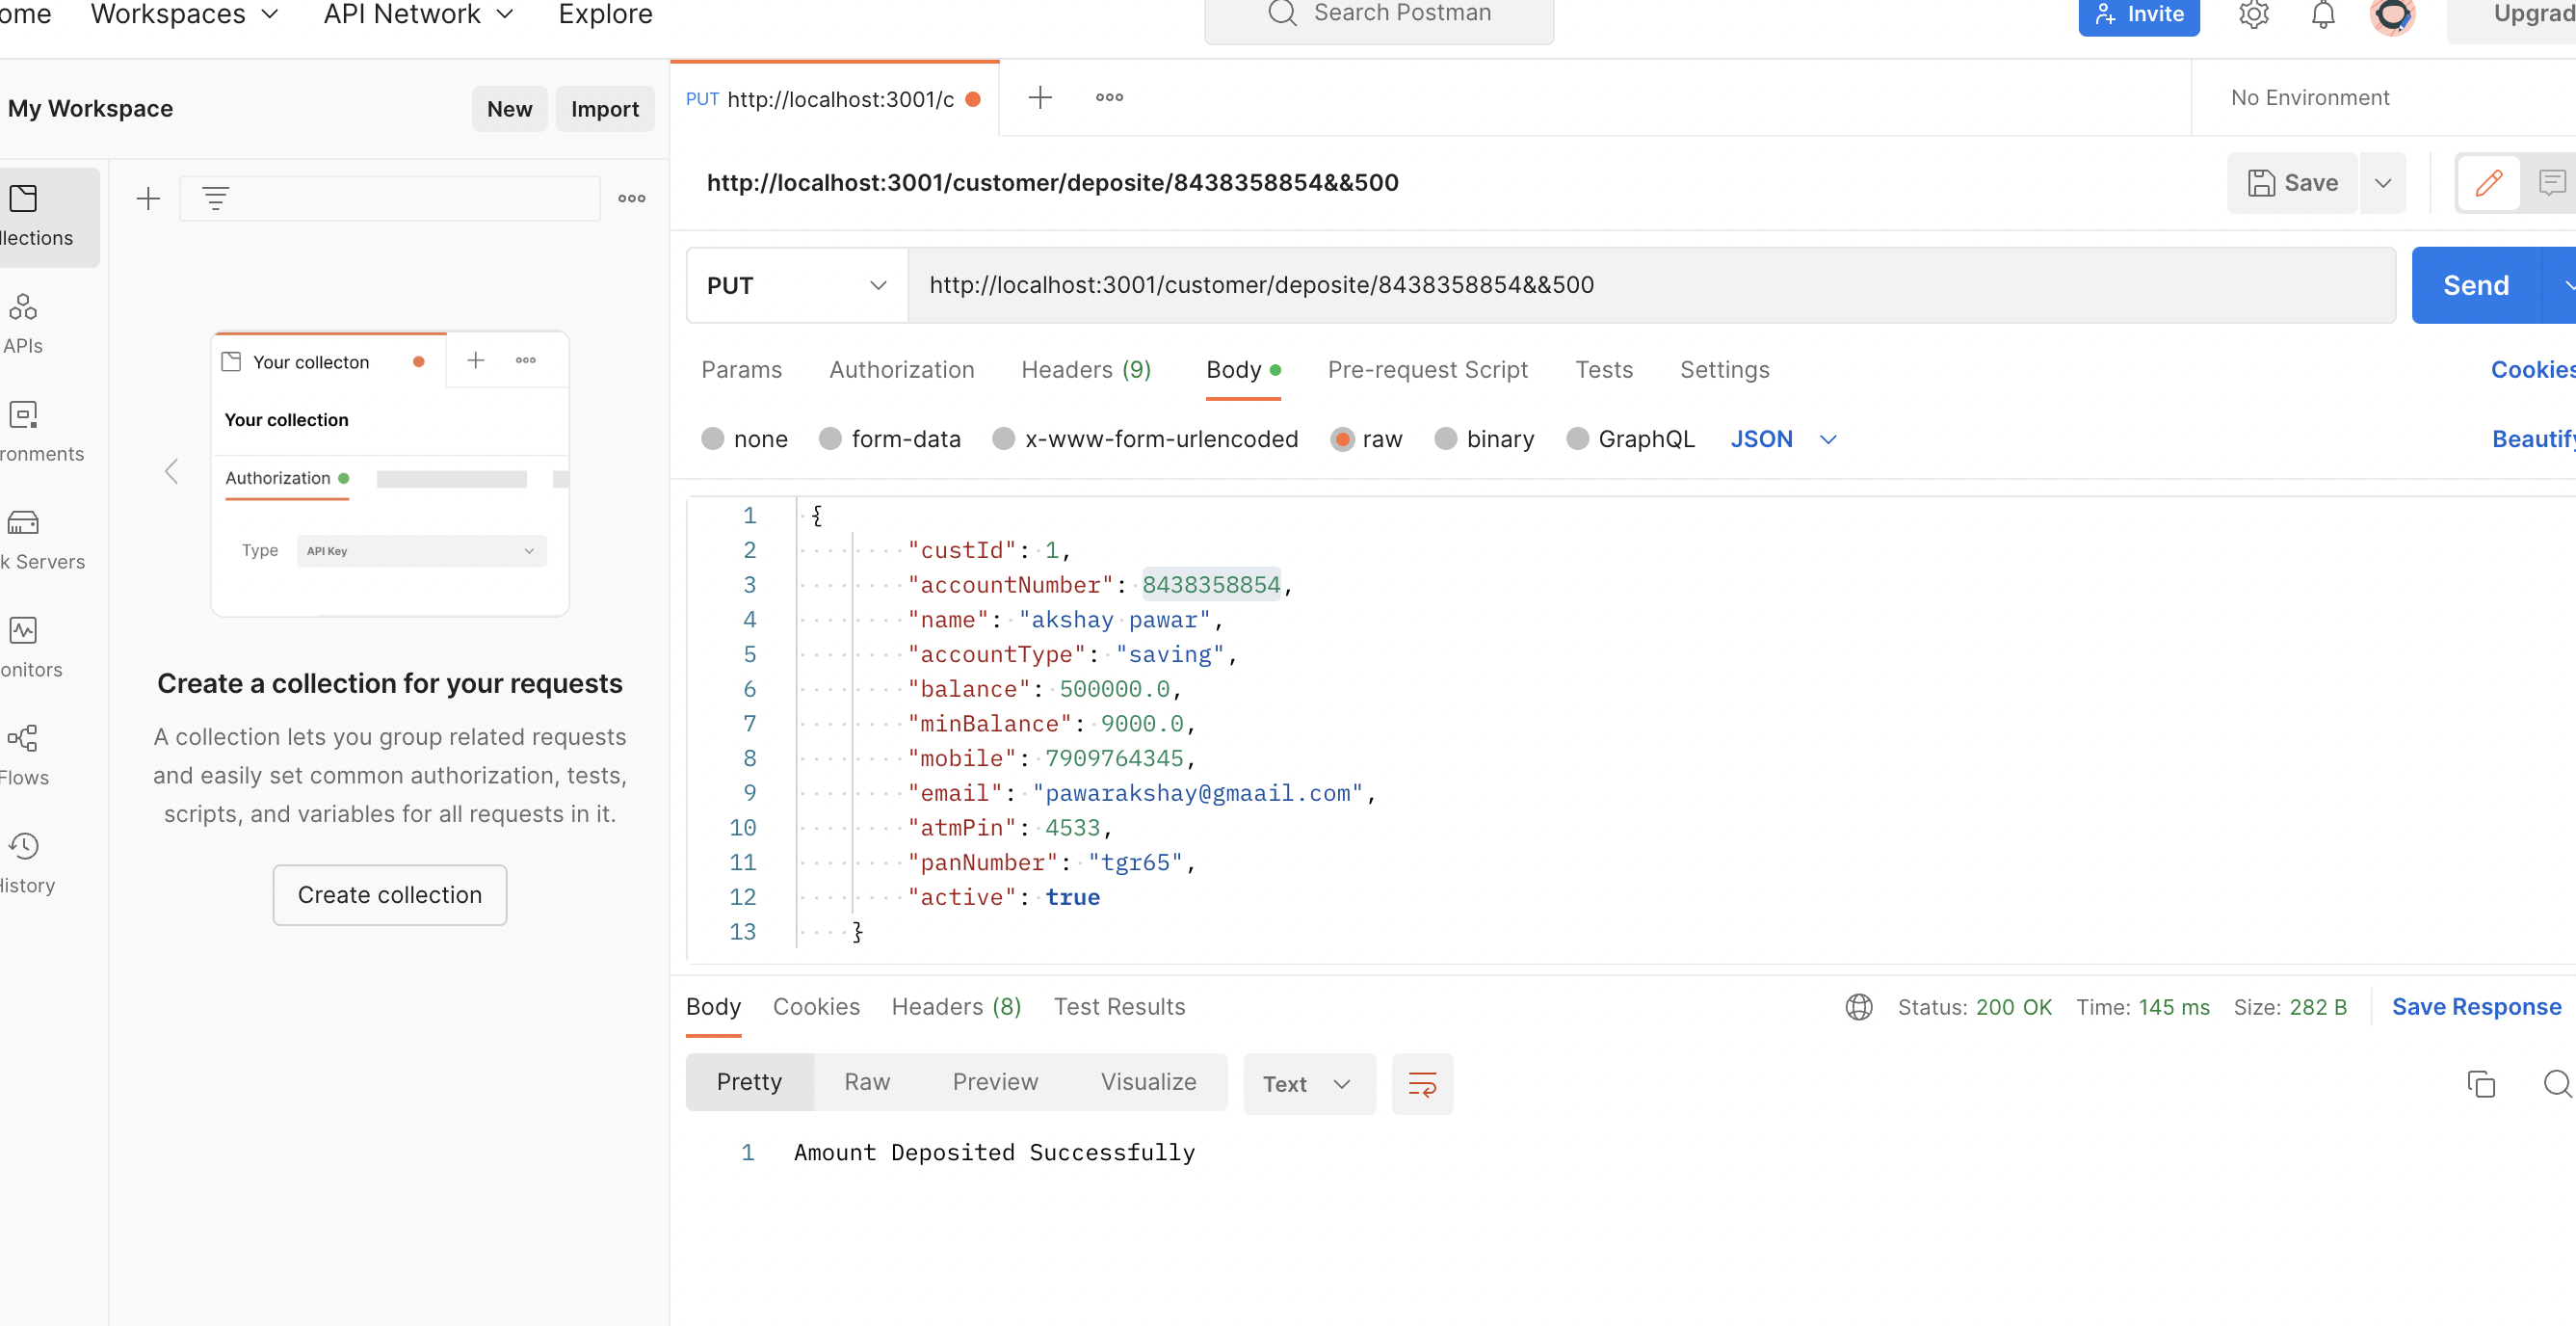 ome Workspaces API Network Explore Search Postman Invite Upgrad
My Workspace New Import PUT http://localhost:3001/c No Environment
llections
APIs
ronments
k Servers
onitors
Flows
History
Your collecton
Your collection
Authorization
Type API Key
Create a collection for your requests
A collection lets you group related requests
and easily set common authorization, tests,
scripts, and variables for all requests in it.
Create collection
http://localhost:3001/customer/deposite/8438358854&&500 Save
PUT http://localhost:3001/customer/deposite/8438358854&&500 Send
Params Authorization Headers (9) Body Pre-request Script Tests Settings Cookies
none form-data x-www-form-urlencoded raw binary GraphQL JSON Beautify
1 {
2 "custId": 1,
3 "accountNumber": 8438358854,
4 "name": "akshay pawar",
5 "accountType": "saving",
6 "balance": 500000.0,
7 "minBalance": 9000.0,
8 "mobile": 7909764345,
9 "email": "pawarakshay@gmaail.com",
10 "atmPin": 4533,
11 "panNumber": "tgr65",
12 "active": true
13 }
Body Cookies Headers (8) Test Results Status: 200 OK Time: 145 ms Size: 282 B Save Response
Pretty Raw Preview Visualize Text
1 Amount Deposited Successfully